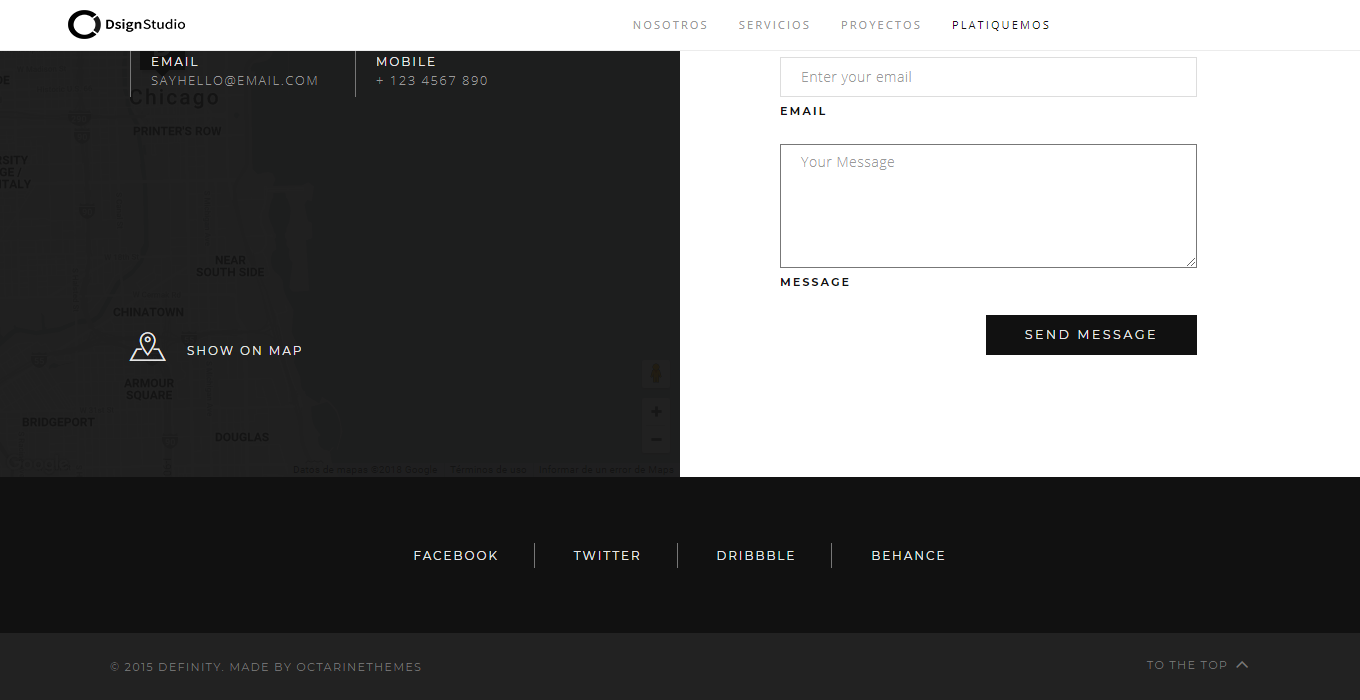 DsignStudio
NOSOTROS
SERVICIOS
PROYECTOS
PLATIQUEMOS
EMAIL
SAYHELLO@EMAIL.COM
MOBILE
+ 123 4567 890
Chicago
PRINTER'S ROW
NEAR
SOUTH SIDE
CHINATOWN
SHOW ON MAP
ARMOUR
SQUARE
BRIDGEPORT
DOUGLAS
+
−
Datos de mapas ©2018 Google
Términos de uso
Informar de un error de Maps
Enter your email
EMAIL
Your Message
MESSAGE
SEND MESSAGE
FACEBOOK
TWITTER
DRIBBBLE
BEHANCE
© 2015 DEFINITY. MADE BY OCTARINETHEMES
TO THE TOP